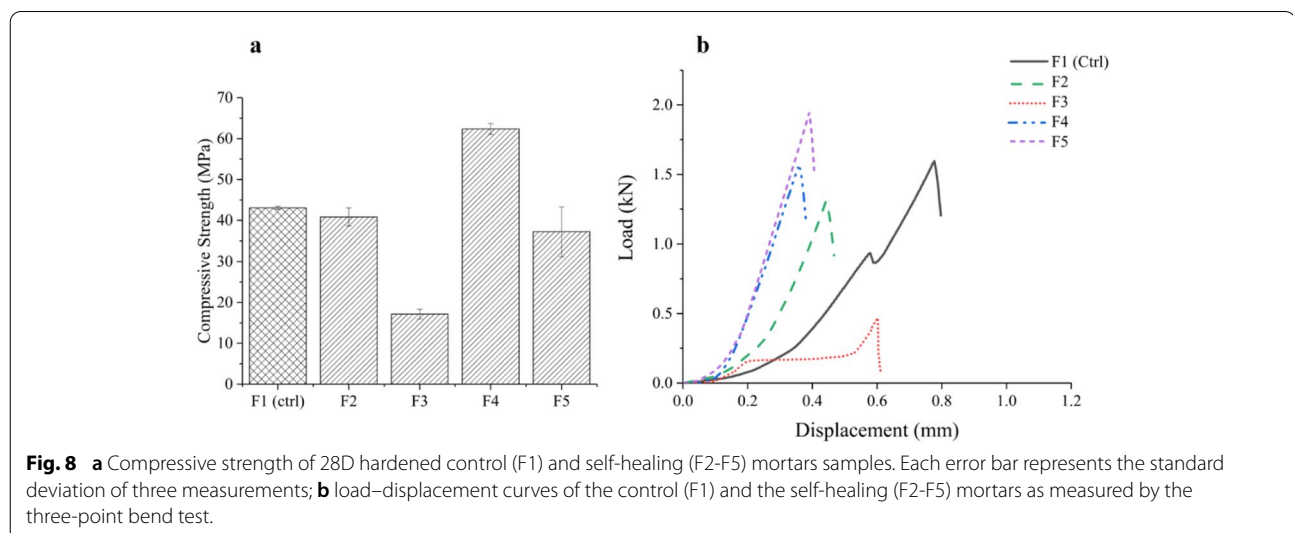 a
Compressive Strength (MPa)
70
60
50
40
30
20
10
0
F1 (ctrl) F2 F3 F4 F5
b
Load (kN)
2.0
1.5
1.0
0.5
0.0
0.0 0.2 0.4 0.6 0.8 1.0 1.2
Displacement (mm)
F1 (Ctrl)
F2
F3
F4
F5
Fig. 8 a Compressive strength of 28D hardened control (F1) and self-healing (F2-F5) mortars samples. Each error bar represents the standard
deviation of three measurements; b load–displacement curves of the control (F1) and the self-healing (F2-F5) mortars as measured by the
three-point bend test.